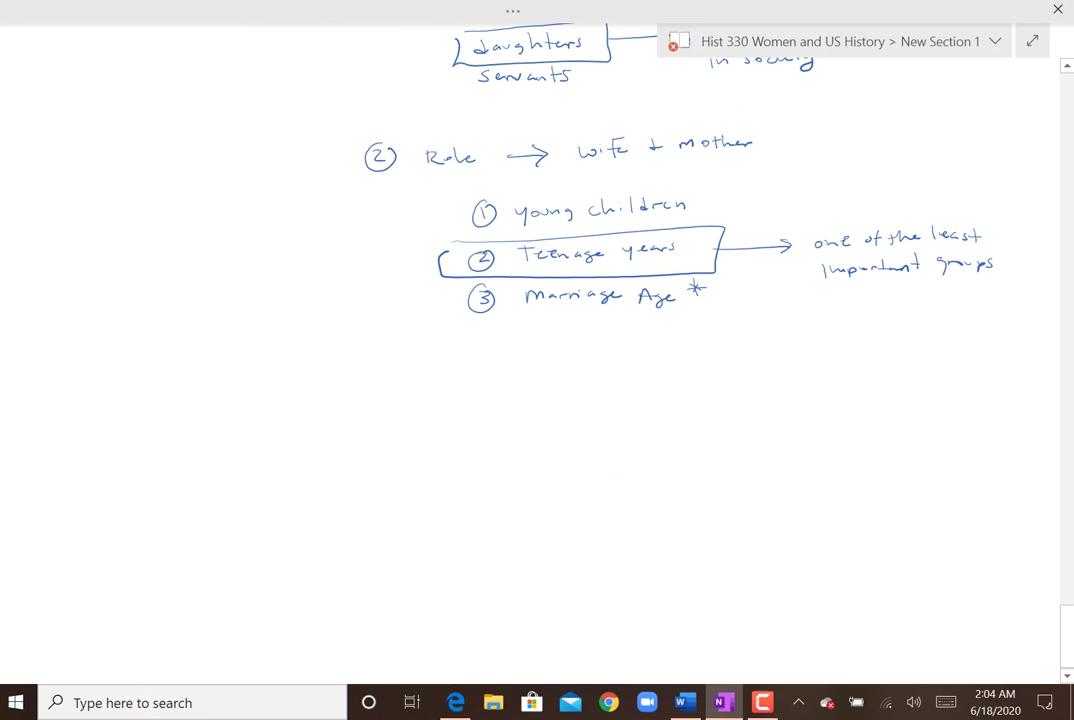 Hist 330 Women and US History > New Section 1
daughters
in society
servants
② Role → wife + mother
① young children
② Teenage years → one of the least
important groups
③ Marriage Age *
Type here to search
2:04 AM
6/18/2020